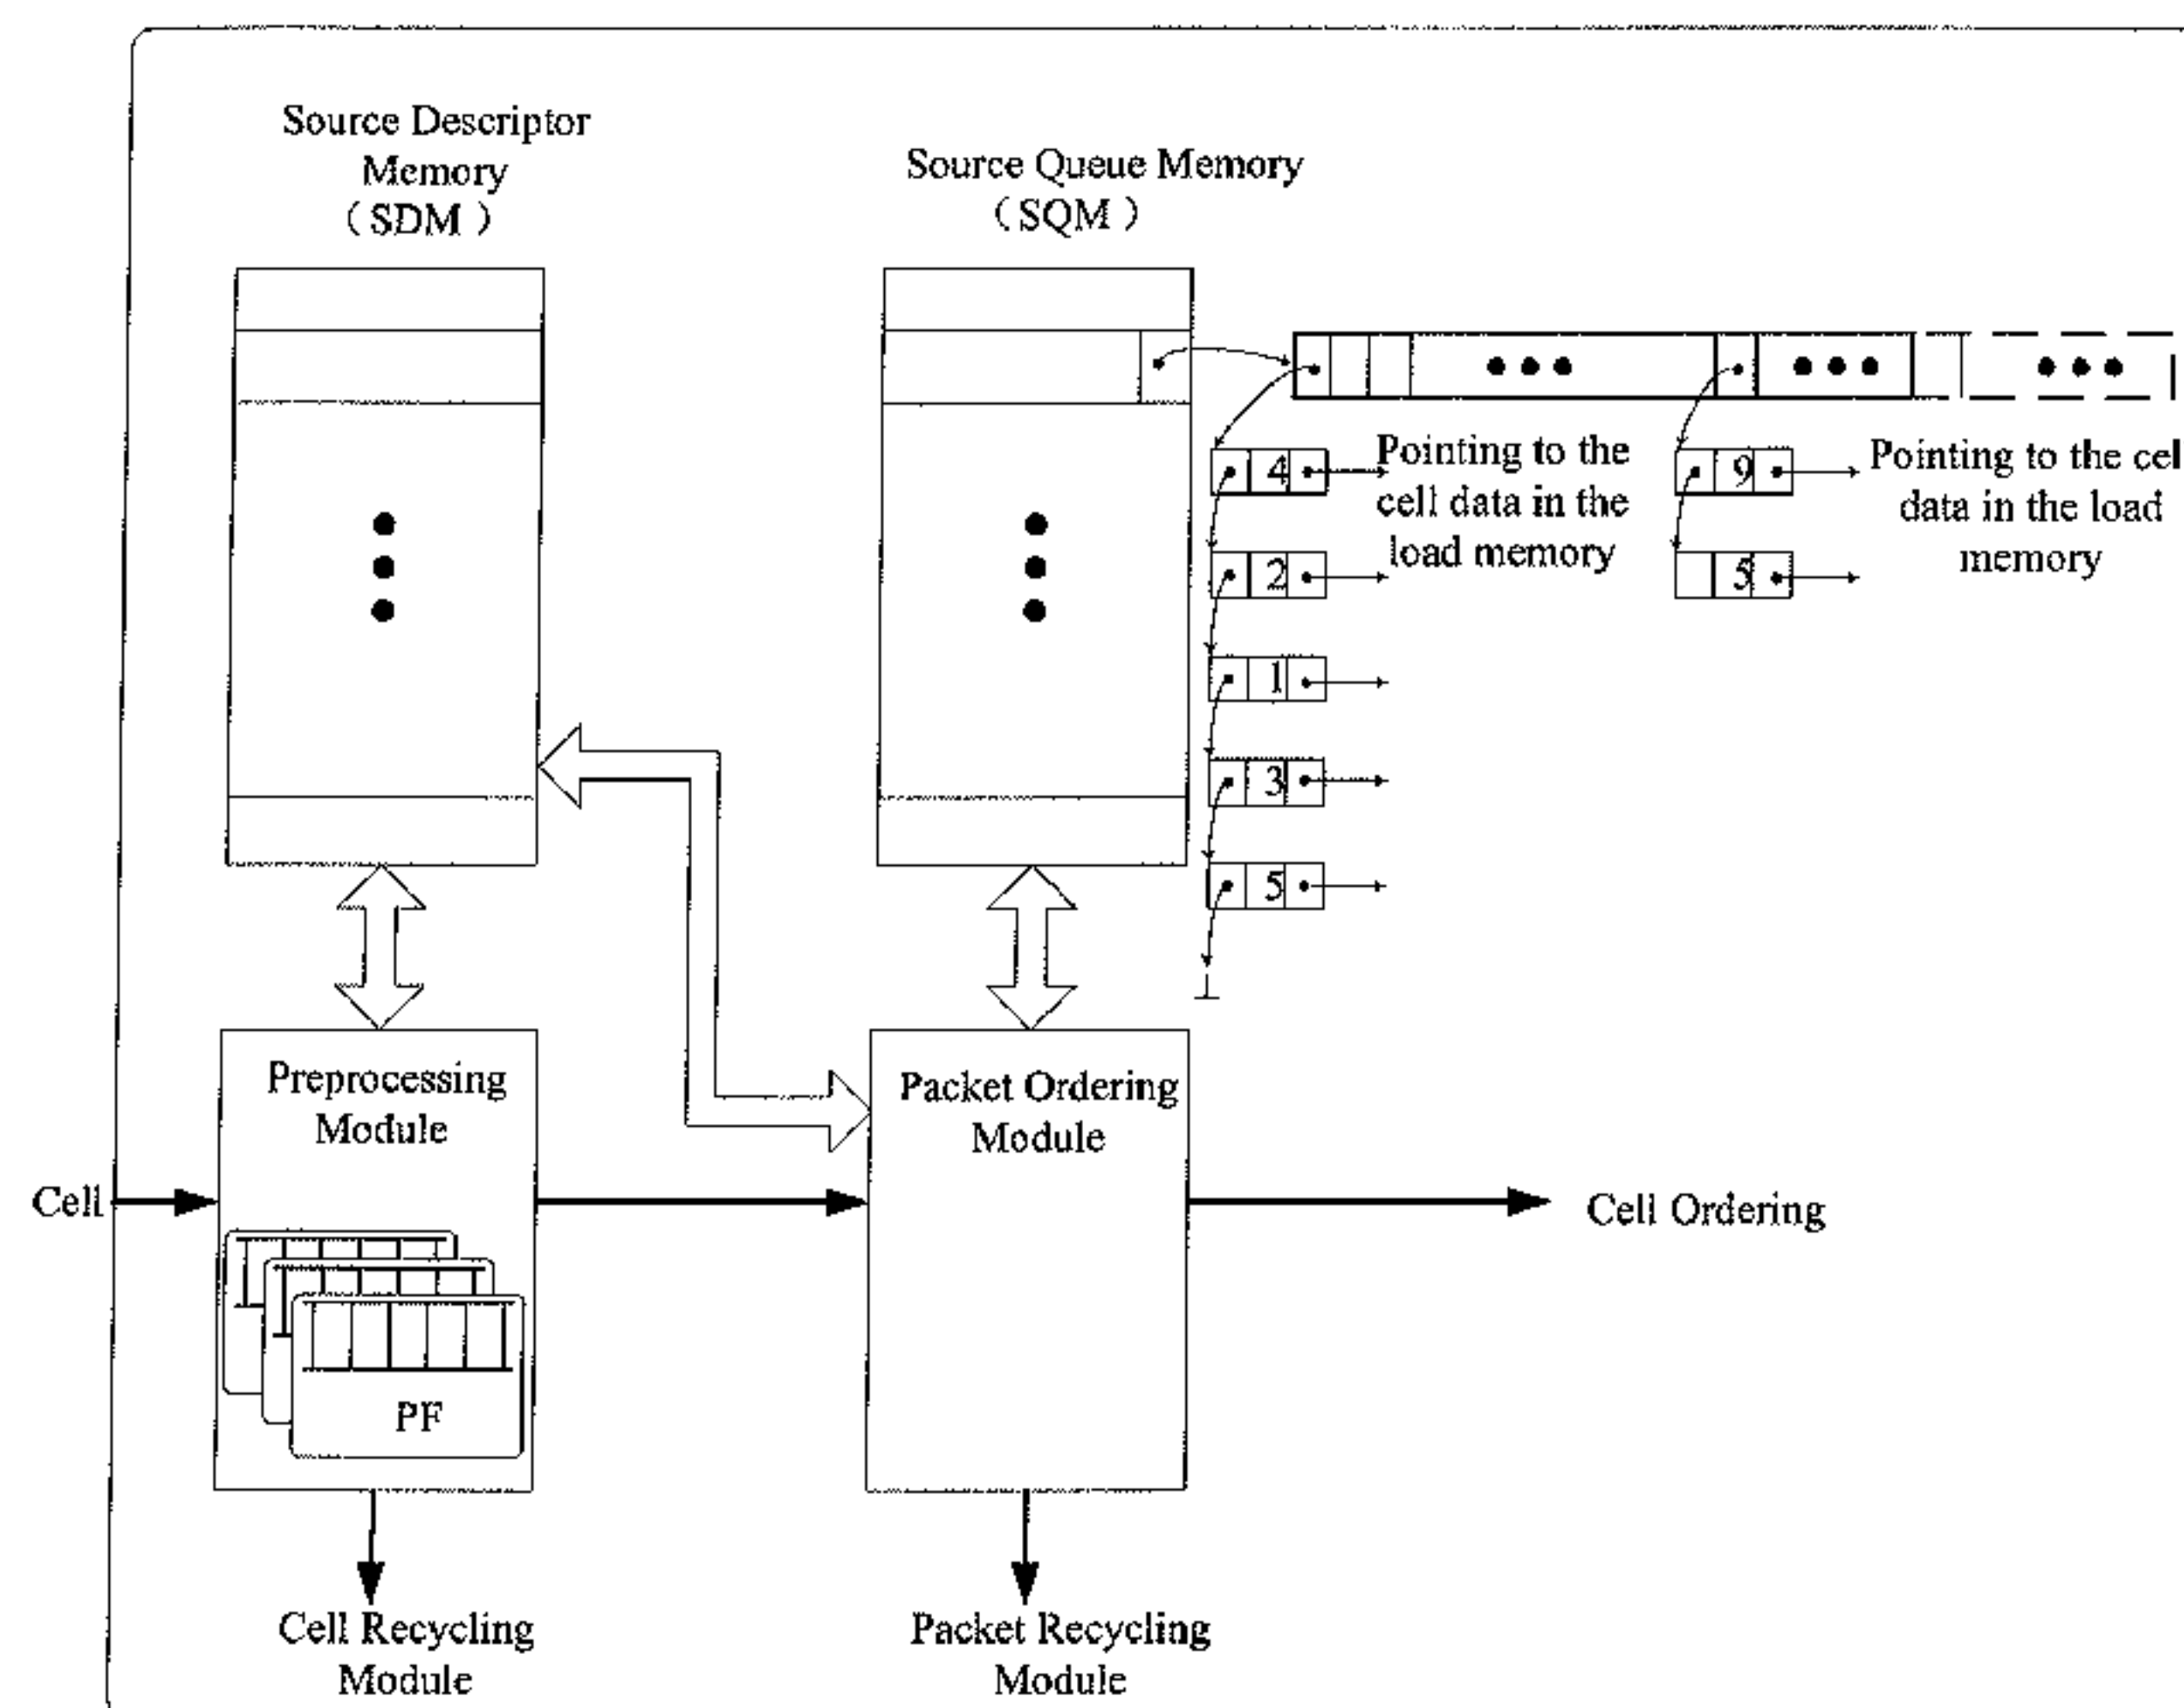 Source Descriptor
Memory
（SDM）
Source Queue Memory
（SQM）
4
Pointing to the
cell data in the
load memory
9
Pointing to the cel
data in the load
memory
2
5
1
3
5
Preprocessing
Module
Packet Ordering
Module
Cell
Cell Ordering
PF
Cell Recycling
Module
Packet Recycling
Module